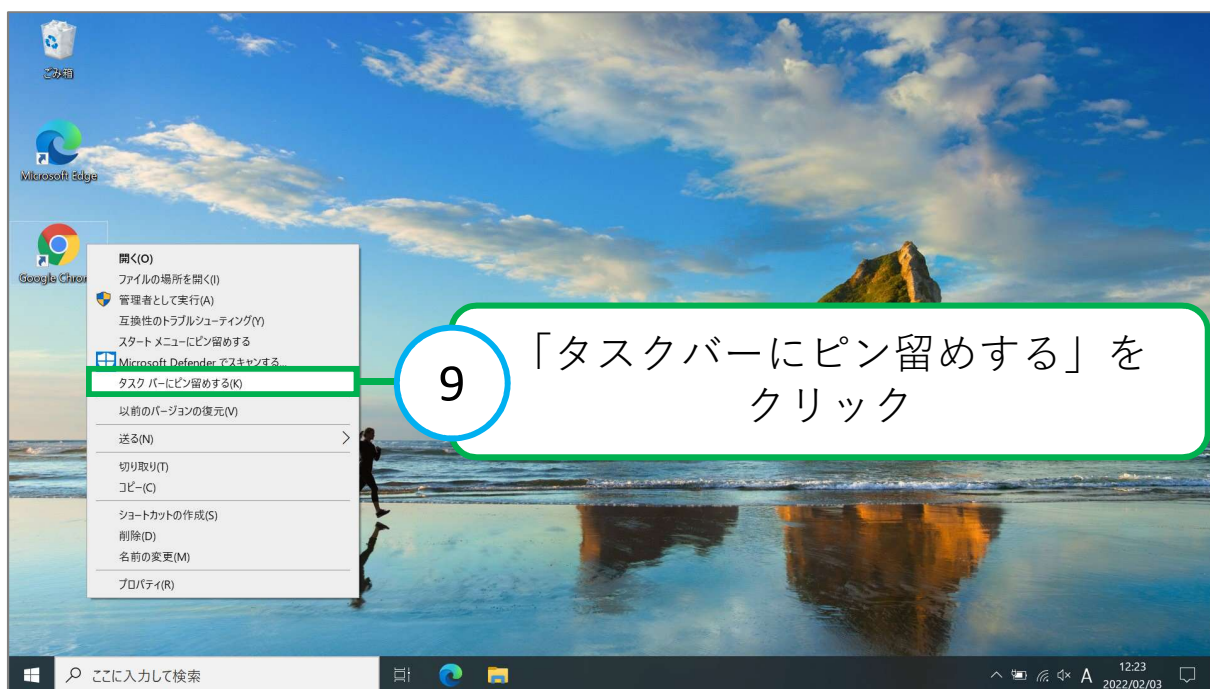 ごみ箱
Microsoft Edge
Google Chro
開く(O)
ファイルの場所を開く(I)
管理者として実行(A)
互換性のトラブルシューティング(Y)
スタート メニューにピン留めする
Microsoft Defender でスキャンする...
タスク バーにピン留めする(K)
以前のバージョンの復元(V)
送る(N)
切り取り(T)
コピー(C)
ショートカットの作成(S)
削除(D)
名前の変更(M)
プロパティ(R)
9
「タスクバーにピン留めする」を
クリック
ここに入力して検索
A
12:23
2022/02/03